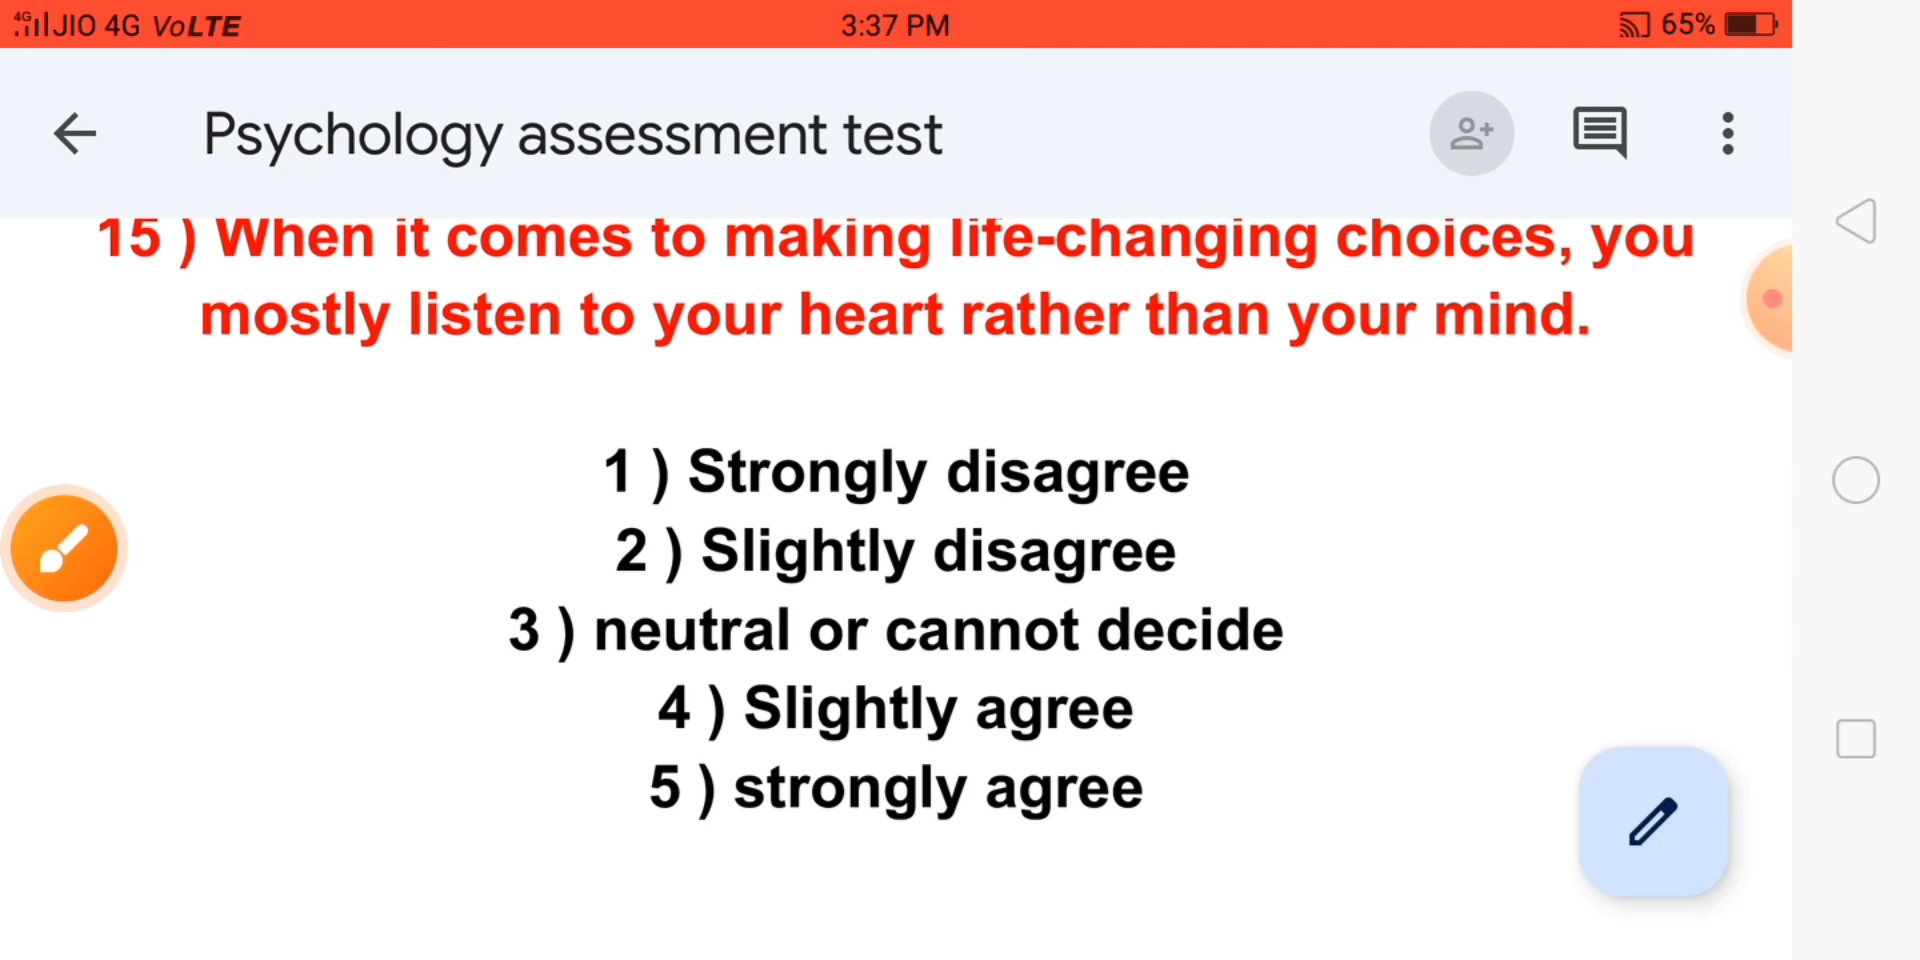 4G JIO 4G VoLTE 3:37 PM 65%
Psychology assessment test
15 ) When it comes to making life-changing choices, you
mostly listen to your heart rather than your mind.
1 ) Strongly disagree
2 ) Slightly disagree
3 ) neutral or cannot decide
4 ) Slightly agree
5 ) strongly agree